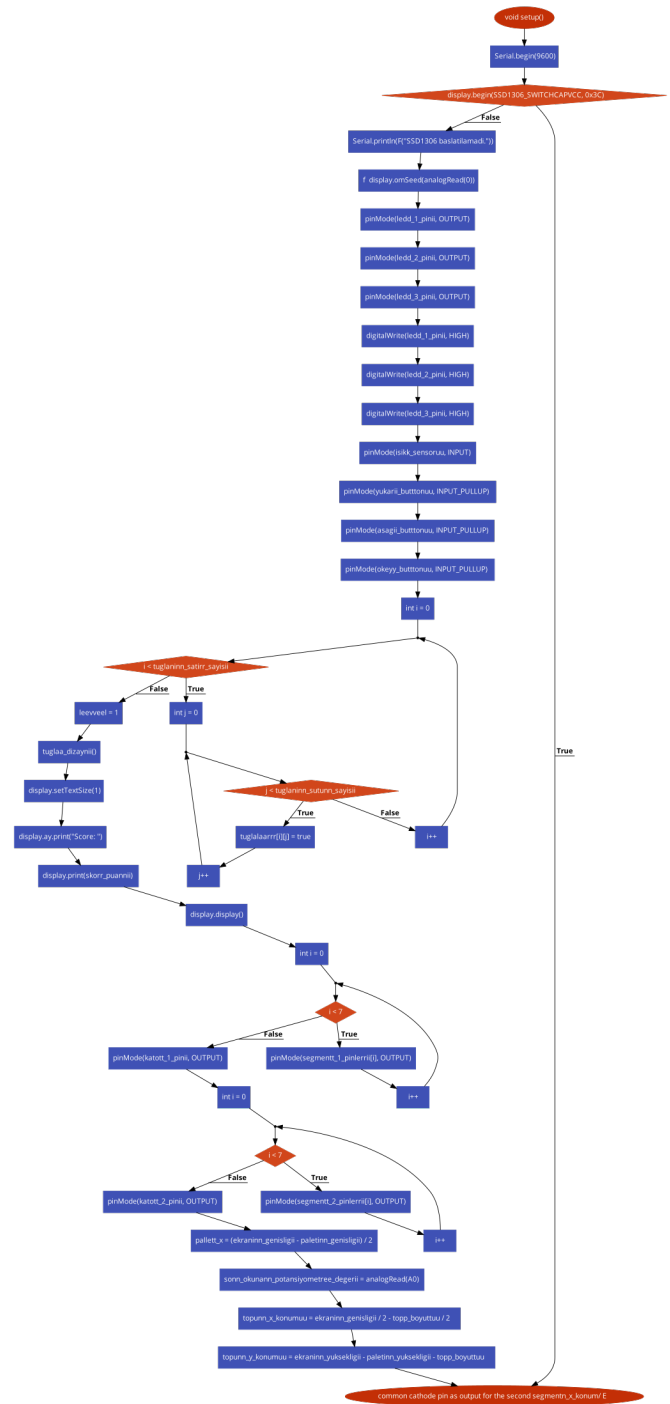 void setup()
Serial.begin(9600)
display.begin(SSD1306_SWITCHCAPVCC, 0x3C)
False
Serial.println(F("SSD1306 baslatilamadi."))
f display.omSeed(analogRead(0))
pinMode(ledd_1_pinii, OUTPUT)
pinMode(ledd_2_pinii, OUTPUT)
pinMode(ledd_3_pinii, OUTPUT)
digitalWrite(ledd_1_pinii, HIGH)
digitalWrite(ledd_2_pinii, HIGH)
digitalWrite(ledd_3_pinii, HIGH)
pinMode(isikk_sensoruu, INPUT)
pinMode(yukarii_butttonuu, INPUT_PULLUP)
pinMode(asagii_butttonuu, INPUT_PULLUP)
pinMode(okeyy_butttonuu, INPUT_PULLUP)
int i = 0
i < tuglaninn_satirr_sayisii
False
True
leevveel = 1
int j = 0
tuglaa_dizaynii()
True
display.setTextSize(1)
j < tuglaninn_sutunn_sayisii
True
False
display.ay.print("Score: ")
tuglalaarrr[i][j] = true
i++
display.print(skorr_puannii)
j++
display.display()
int i = 0
i < 7
False
True
pinMode(katott_1_pinii, OUTPUT)
pinMode(segmentt_1_pinlerrii[i], OUTPUT)
int i = 0
i++
i < 7
False
True
pinMode(katott_2_pinii, OUTPUT)
pinMode(segmentt_2_pinlerrii[i], OUTPUT)
pallett_x = (ekraninn_genisligii - paletinn_genisligii) / 2
i++
sonn_okunann_potansiyometree_degerii = analogRead(A0)
topunn_x_konumuu = ekraninn_genisligii / 2 - topp_boyuttuu / 2
topunn_y_konumuu = ekraninn_yuksekligii - paletinn_yuksekligii - topp_boyuttuu
common cathode pin as output for the second segmentn_x_konum/ E